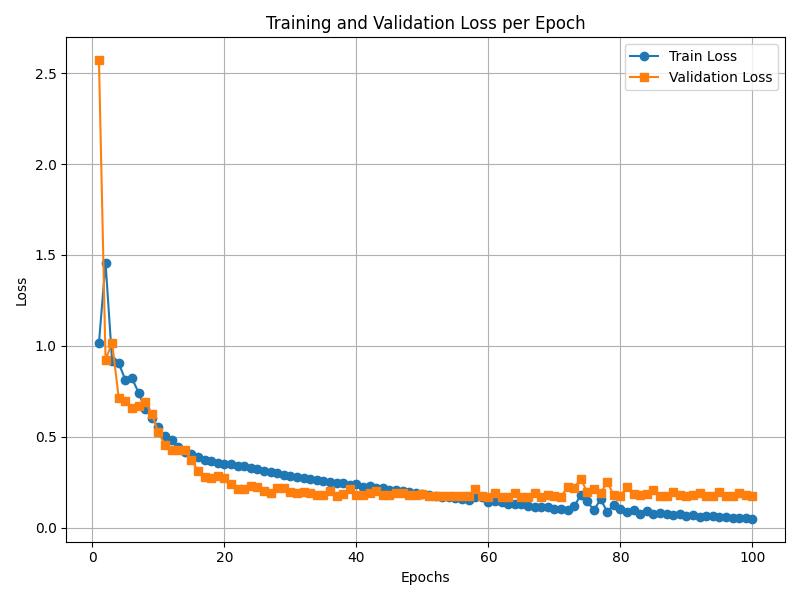 Training and Validation Loss per Epoch
Train Loss
Validation Loss
2.5
2.0
1.5
1.0
0.5
0.0
Loss
0 20 40 60 80 100
Epochs